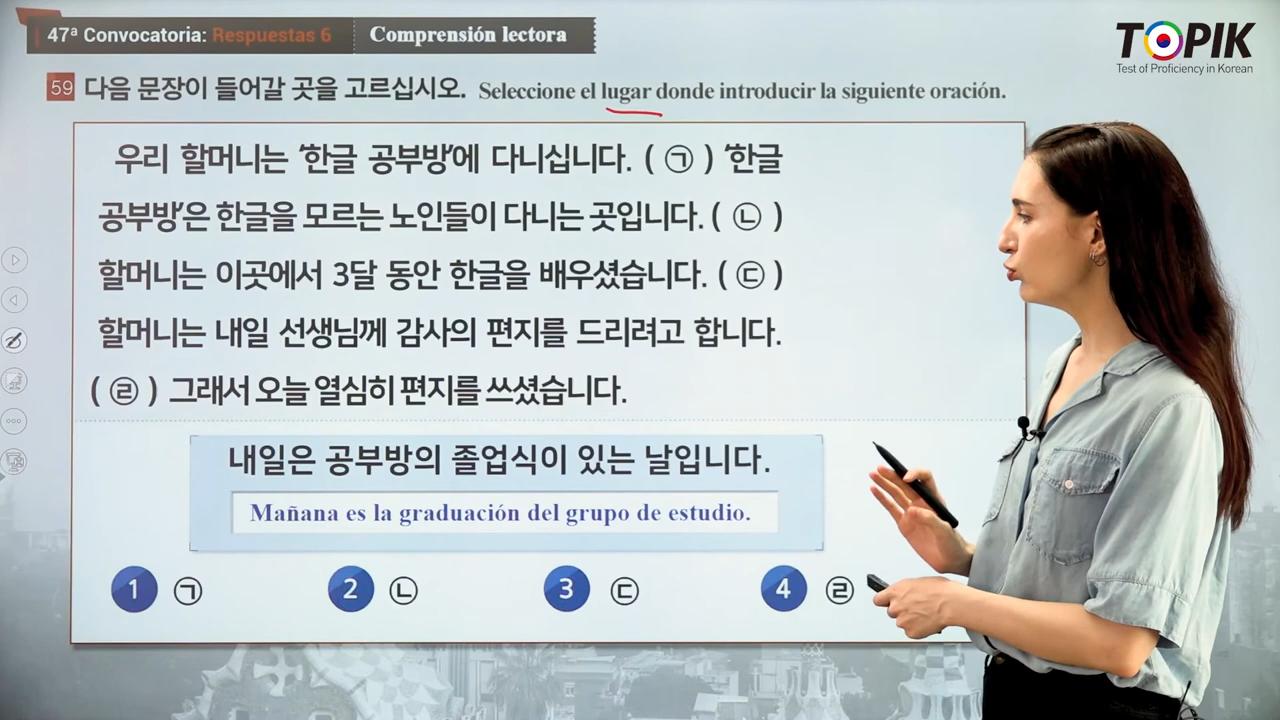 47ª Convocatoria: Respuestas 6
Comprensión lectora
TOPIK
Test of Proficiency in Korean
59 다음 문장이 들어갈 곳을 고르십시오. Seleccione el lugar donde introducir la siguiente oración.
우리 할머니는 ‘한글 공부방’에 다니십니다. ( ㉠ ) ‘한글
공부방’은 한글을 모르는 노인들이 다니는 곳입니다. ( ㉡ )
할머니는 이곳에서 3달 동안 한글을 배우셨습니다. ( ㉢ )
할머니는 내일 선생님께 감사의 편지를 드리려고 합니다.
( ㉣ ) 그래서 오늘 열심히 편지를 쓰셨습니다.
내일은 공부방의 졸업식이 있는 날입니다.
Mañana es la graduación del grupo de estudio.
1 ㉠ 2 ㉡ 3 ㉢ 4 ㉣